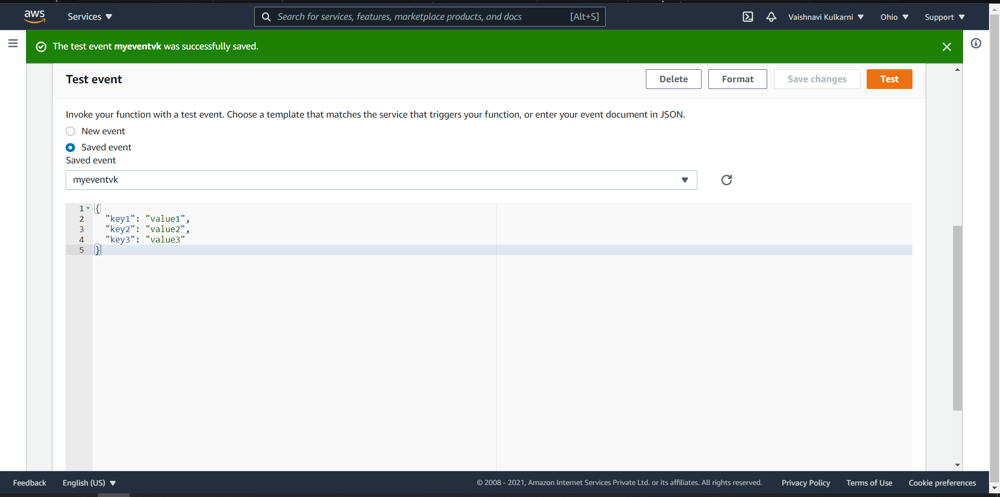 aws Services Search for services, features, marketplace products, and docs [Alt+S] Vaishnavi Kulkarni Ohio Support
The test event myeventvk was successfully saved.
Test event Delete Format Save changes Test
Invoke your function with a test event. Choose a template that matches the service that triggers your function, or enter your event document in JSON.
New event
Saved event
Saved event
myeventvk
1 {
2 "key1": "value1",
3 "key2": "value2",
4 "key3": "value3"
5 }
Feedback English (US) © 2008 - 2021, Amazon Internet Services Private Ltd. or its affiliates. All rights reserved. Privacy Policy Terms of Use Cookie preferences